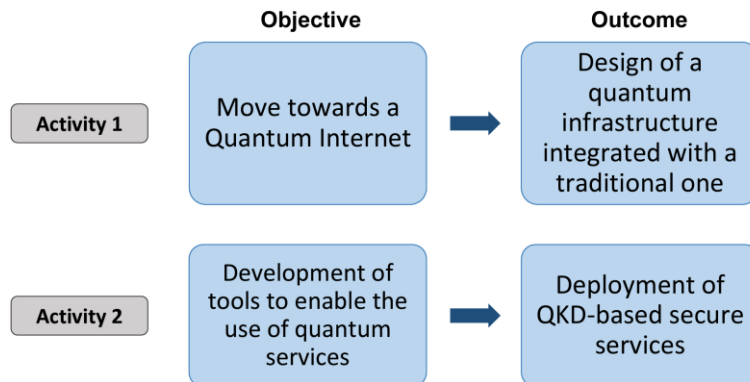 Objective
Outcome
Activity 1
Move towards a
Quantum Internet
Design of a
quantum
infrastructure
integrated with a
traditional one
Activity 2
Development of
tools to enable the
use of quantum
services
Deployment of
QKD-based secure
services